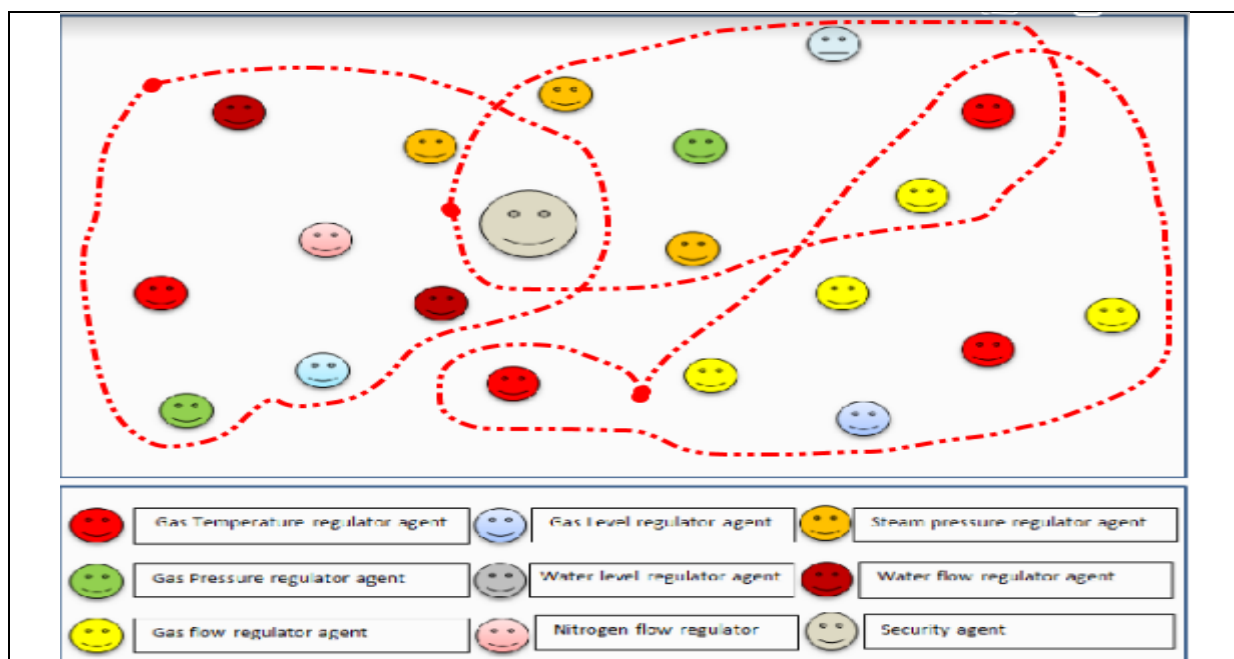 Gas Temperature regulator agent
Gas Level regulator agent
Steam pressure regulator agent
Gas Pressure regulator agent
Water level regulator agent
Water flow regulator agent
Gas flow regulator agent
Nitrogen flow regulator
Security agent